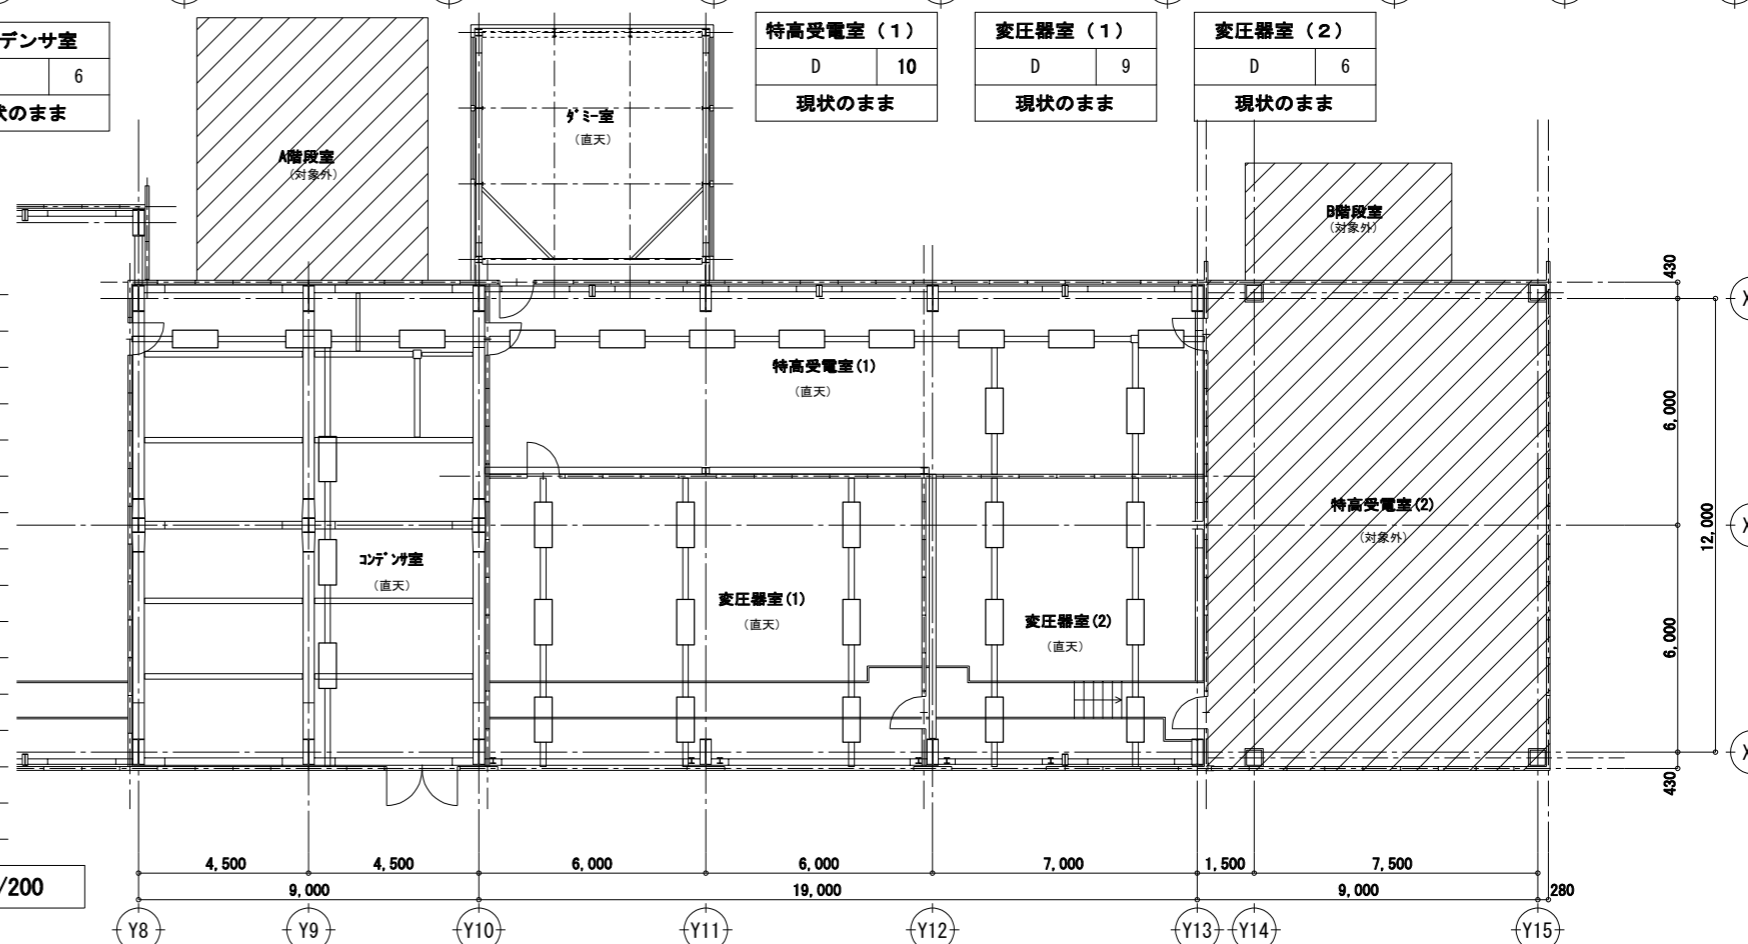 デンサ室
6
のまま
特高受電室（１）
D
10
現状のまま
変圧器室（１）
D
9
現状のまま
変圧器室（２）
D
6
現状のまま
A階段室
(対象外)
ﾀﾞﾐｰ室
(直天)
B階段室
(対象外)
特高受電室(1)
(直天)
特高受電室(2)
(対象外)
ｺﾝﾃﾞﾝｻ室
(直天)
変圧器室(1)
(直天)
変圧器室(2)
(直天)
430
6,000
12,000
6,000
430
4,500
4,500
6,000
6,000
7,000
1,500
7,500
9,000
19,000
9,000
280
/200
Y8
Y9
Y10
Y11
Y12
Y13
Y14
Y15